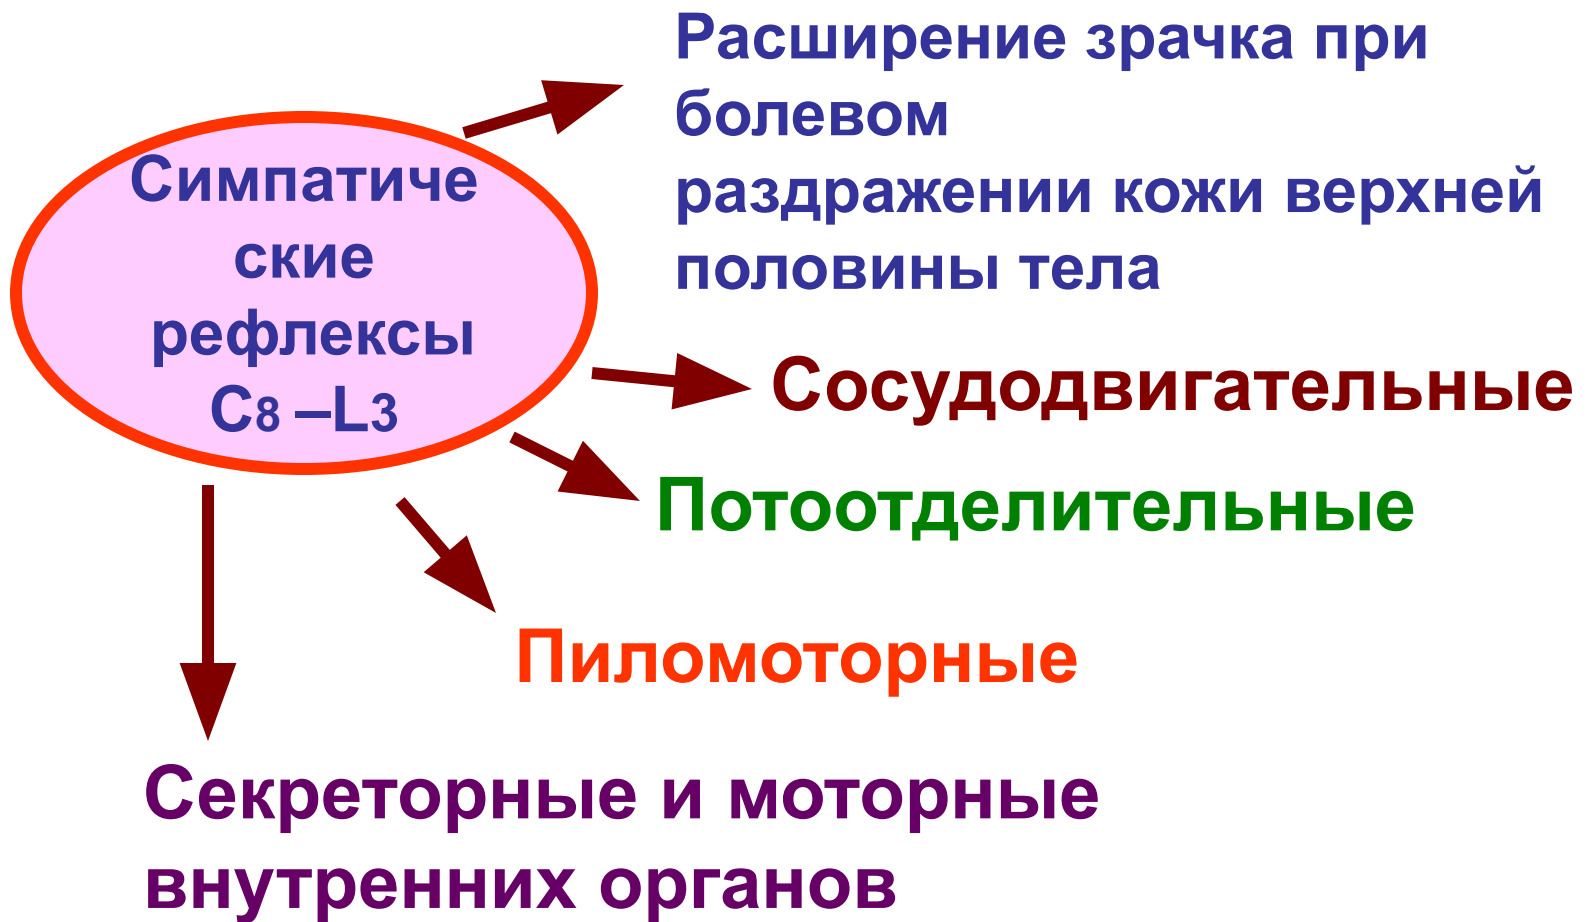 Расширение зрачка при
болевом
раздражении кожи верхней
половины тела
Симпатиче
ские
рефлексы
C8 –L3
Сосудодвигательные
Потоотделительные
Пиломоторные
Секреторные и моторные
внутренних органов